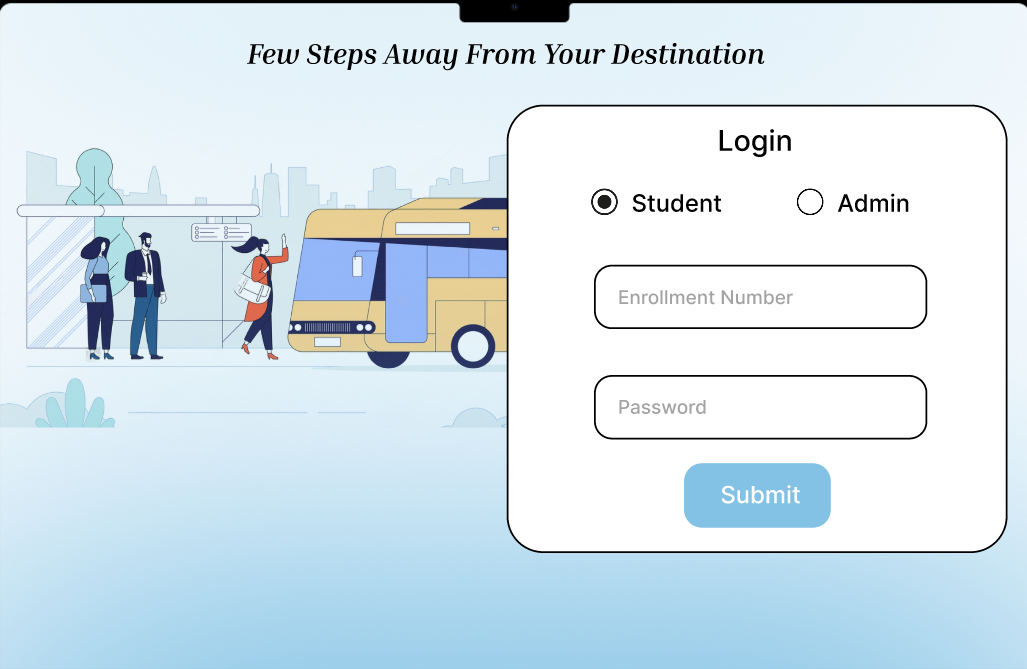 Few Steps Away From Your Destination
Login
Student Admin
Enrollment Number
Password
Submit